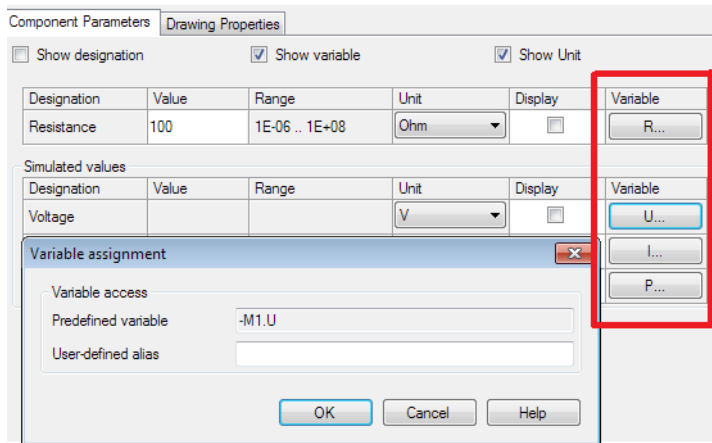 Component Parameters Drawing Properties
Show designation Show variable Show Unit
Designation Value Range Unit Display Variable
Resistance 100 1E-06 .. 1E+08 Ohm R...
Simulated values
Designation Value Range Unit Display Variable
Voltage V U...
Variable assignment I...
Variable access P...
Predefined variable -M1.U
User-defined alias
OK Cancel Help